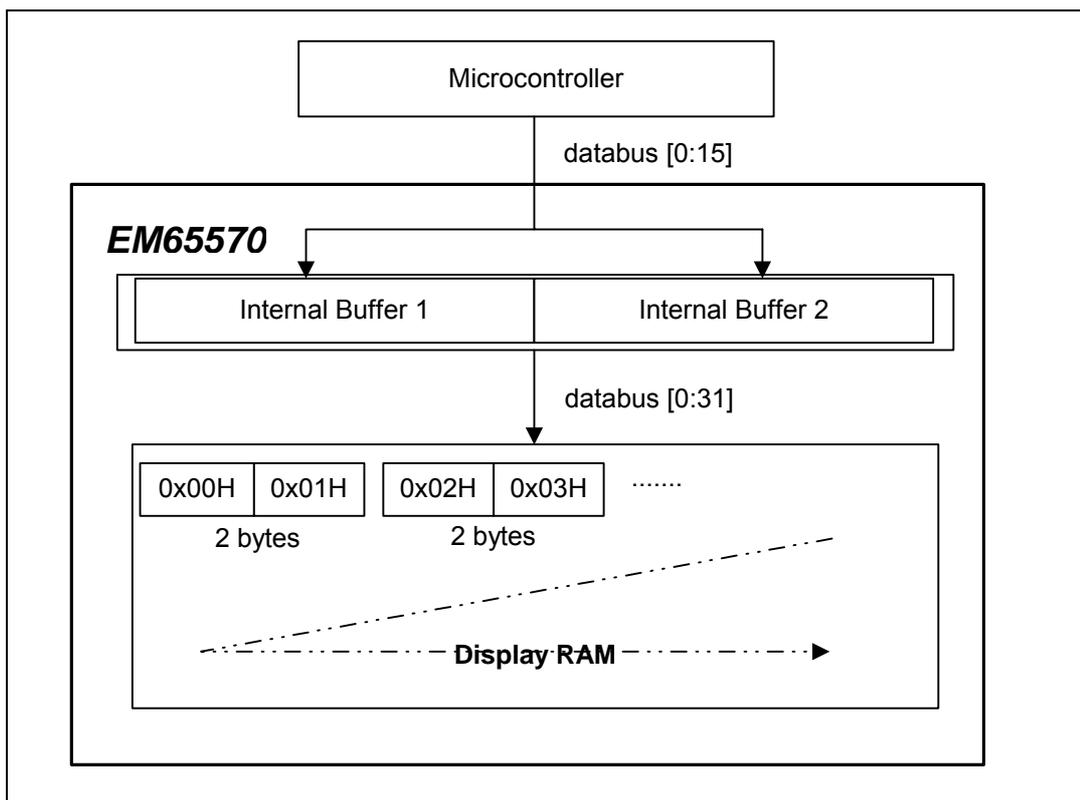 Microcontroller
databus [0:15]
EM65570
Internal Buffer 1 Internal Buffer 2
databus [0:31]
0x00H 0x01H 0x02H 0x03H .......
2 bytes 2 bytes
Display RAM